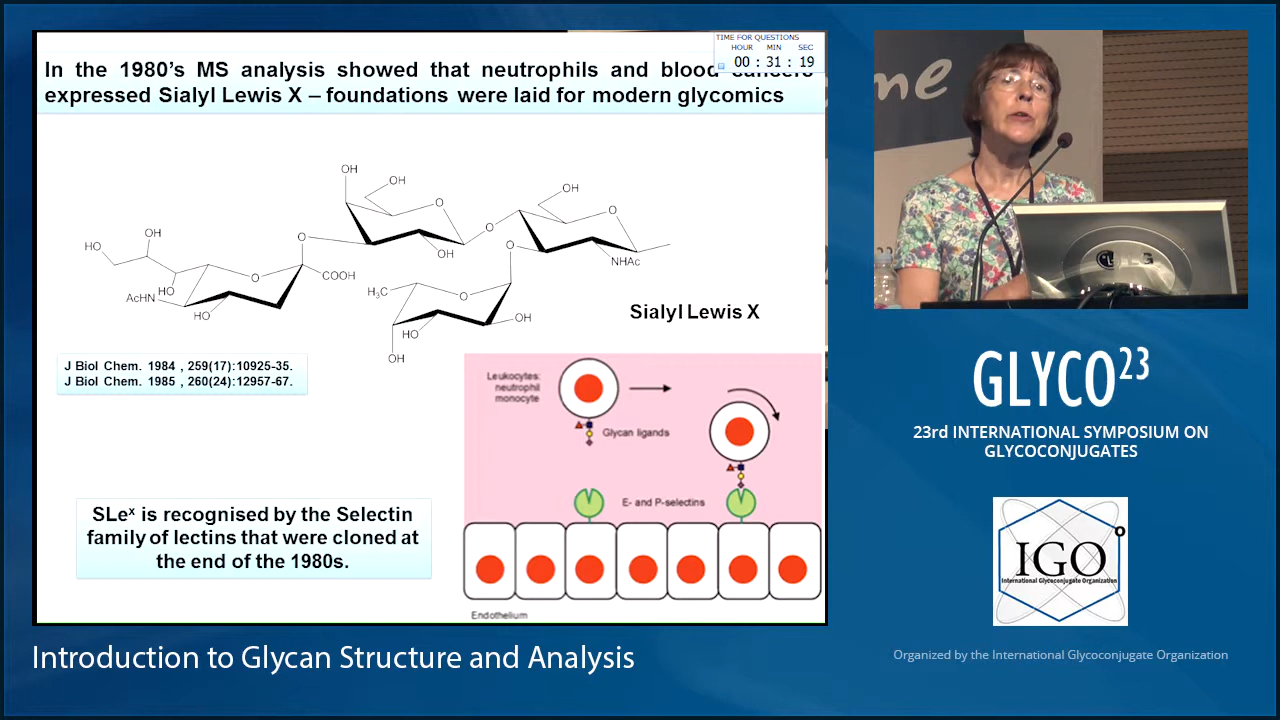 TIME FOR QUESTIONS
HOUR MIN SEC
00 : 31 : 19
In the 1980's MS analysis showed that neutrophils and blood cancers
expressed Sialyl Lewis X – foundations were laid for modern glycomics
OH
OH
OH
O
O
HO
OH
O
O
O
OH
O
NHAc
HO
O
COOH
H3C
O
AcHN
HO
HO
OH
OH
Sialyl Lewis X
J Biol Chem. 1984 , 259(17):10925-35.
J Biol Chem. 1985 , 260(24):12957-67.
Leukocytes:
neutrophil
monocyte
Glycan ligands
E- and P-selectins
Endothelium
SLeˣ is recognised by the Selectin
family of lectins that were cloned at
the end of the 1980s.
me
LG
GLYCO²³
23rd INTERNATIONAL SYMPOSIUM ON
GLYCOCONJUGATES
IGO
International Glycoconjugate Organization
Introduction to Glycan Structure and Analysis
Organized by the International Glycoconjugate Organization